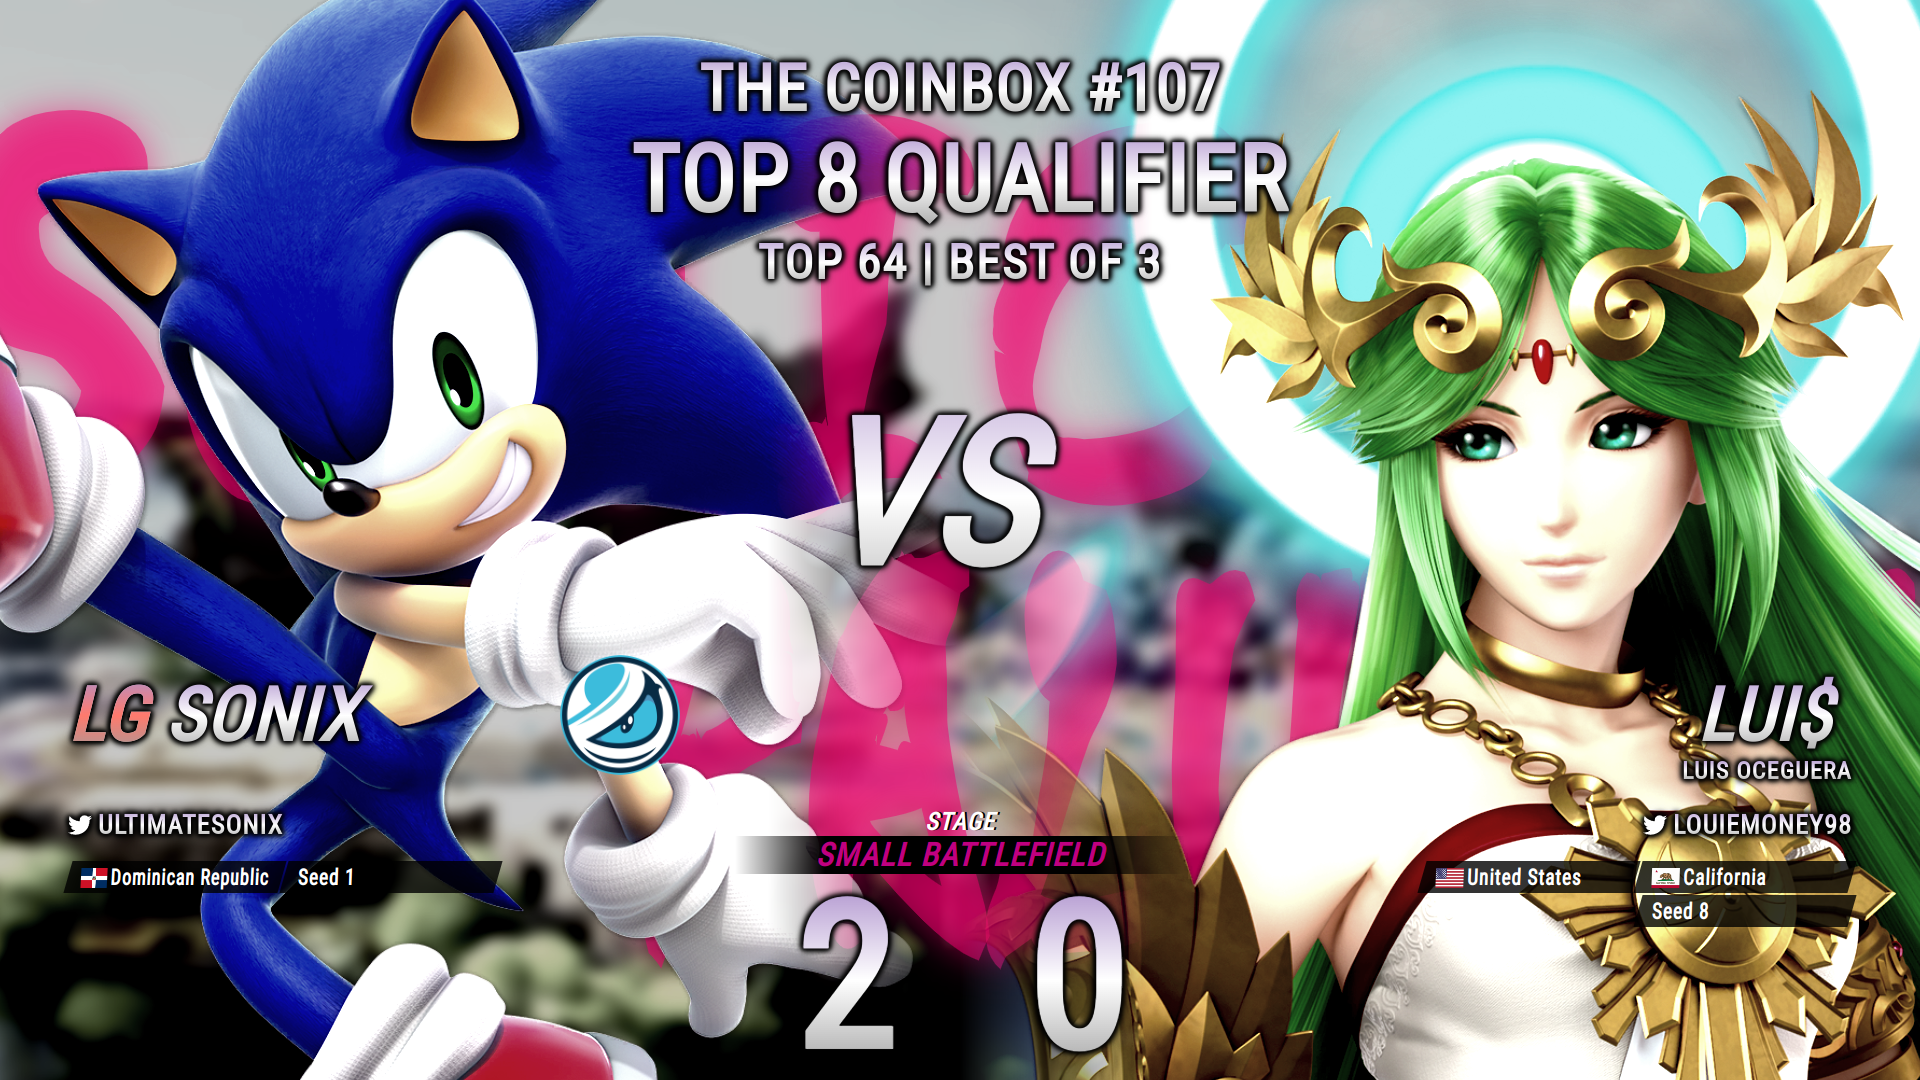 THE COINBOX #107
TOP 8 QUALIFIER
TOP 64 | BEST OF 3
VS
LG SONIX
ULTIMATESONIX
Dominican Republic Seed 1
LUI$
LUIS OCEGUERA
LOUIEMONEY98
United States California
Seed 8
STAGE
SMALL BATTLEFIELD
2 0